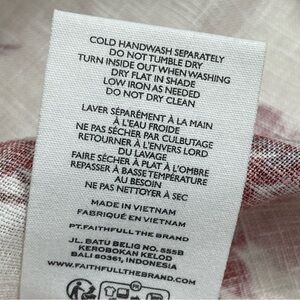 COLD HANDWASH SEPARATELY
DO NOT TUMBLE DRY
TURN INSIDE OUT WHEN WASHING
DRY FLAT IN SHADE
LOW IRON AS NEEDED
DO NOT DRY CLEAN
LAVER SÉPARÉMENT À LA MAIN
À L'EAU FROIDE
NE PAS SÉCHER PAR CULBUTAGE
RETOURNER À L'ENVERS LORD
DU LAVAGE
FAIRE SÉCHER À PLAT À L'OMBRE
REPASSER À BASSE TEMPÉRATURE
AU BESOIN
NE PAS NETTOYER À SEC
MADE IN VIETNAM
FABRIQUÉ EN VIETNAM
PT. FAITHFULL THE BRAND
JL. BATU BELIG NO. 555B
KEROBOKAN KELOD
BALI 80361, INDONESIA
WWW.FAITHFULLTHEBRAND.COM
FR